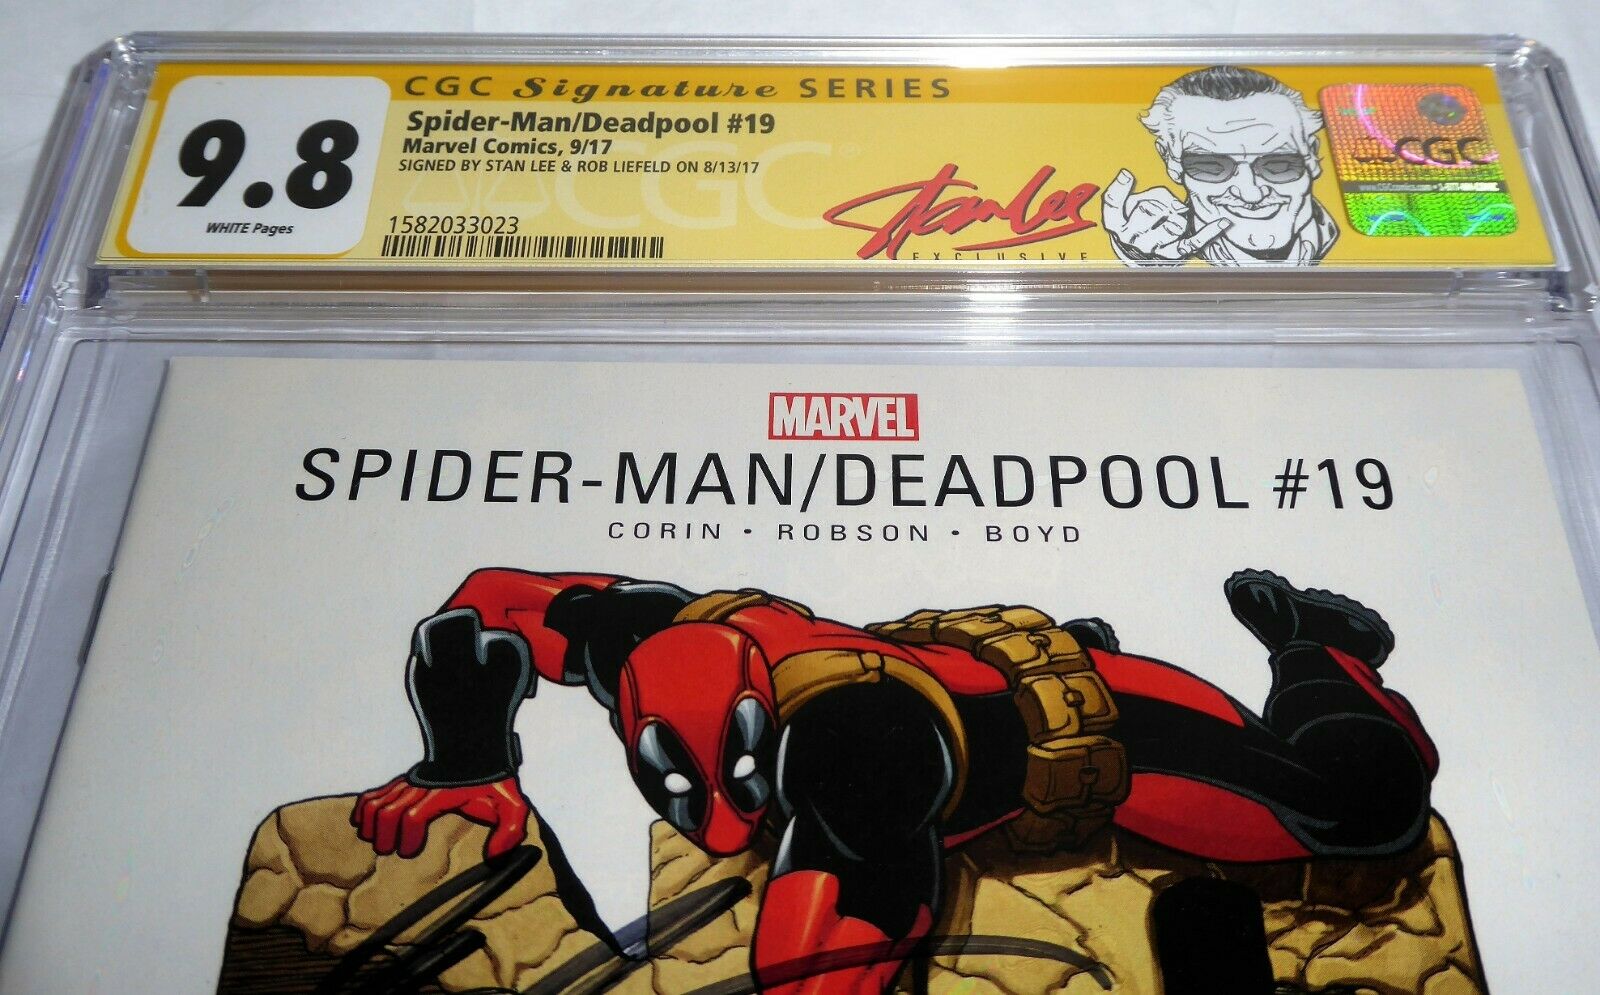 CGC Signature SERIES
9.8
WHITE Pages
Spider-Man/Deadpool #19
Marvel Comics, 9/17
SIGNED BY STAN LEE & ROB LIEFELD ON 8/13/17
1582033023
CGC
Stan Lee
EXCLUSIVE
CGC
MARVEL
SPIDER-MAN/DEADPOOL #19
CORIN • ROBSON • BOYD